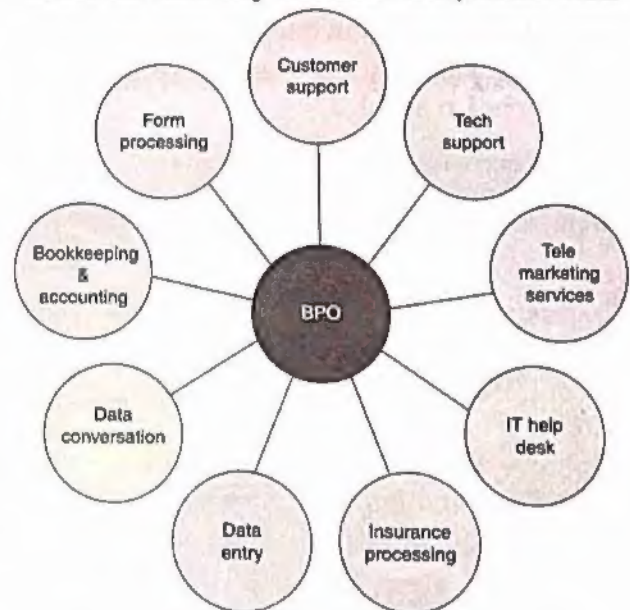 Customer
support
Tech
support
Tele
marketing
services
IT help
desk
Insurance
processing
Data
entry
Data
conversation
Bookkeeping
&
accounting
Form
processing
BPO